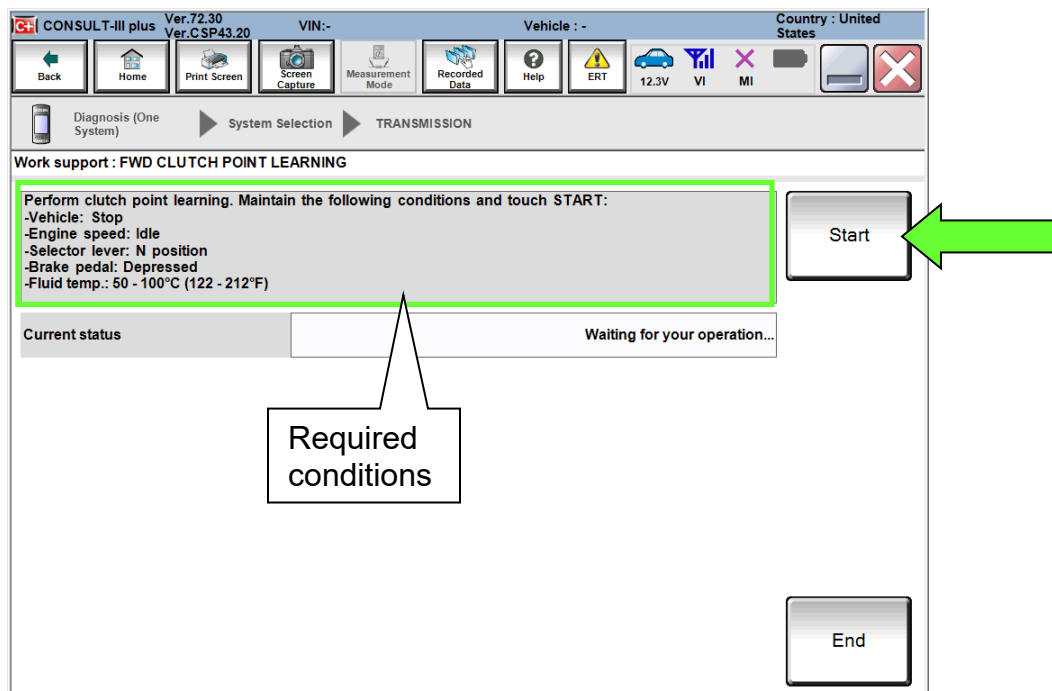 C+ CONSULT-III plus Ver.72.30
Ver.CSP43.20
VIN:-
Vehicle : -
Country : United
States
Back
Home
Print Screen
Screen
Capture
Measurement
Mode
Recorded
Data
Help
ERT
12.3V
VI
MI
Diagnosis (One
System)
System Selection
TRANSMISSION
Work support : FWD CLUTCH POINT LEARNING
Perform clutch point learning. Maintain the following conditions and touch START:
-Vehicle: Stop
-Engine speed: Idle
-Selector lever: N position
-Brake pedal: Depressed
-Fluid temp.: 50 - 100°C (122 - 212°F)
Start
Current status
Waiting for your operation...
Required
conditions
End